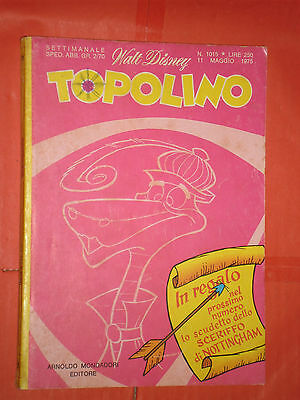 SETTIMANALE
SPED. ABB. GR. 2/70
Walt Disney
N. 1015 * LIRE 250
11 MAGGIO 1975
TOPOLINO
In regalo
nel
prossimo
numero
lo scudetto dello
SCERIFFO
di NOTTINGHAM
ARNOLDO MONDADORI
EDITORE